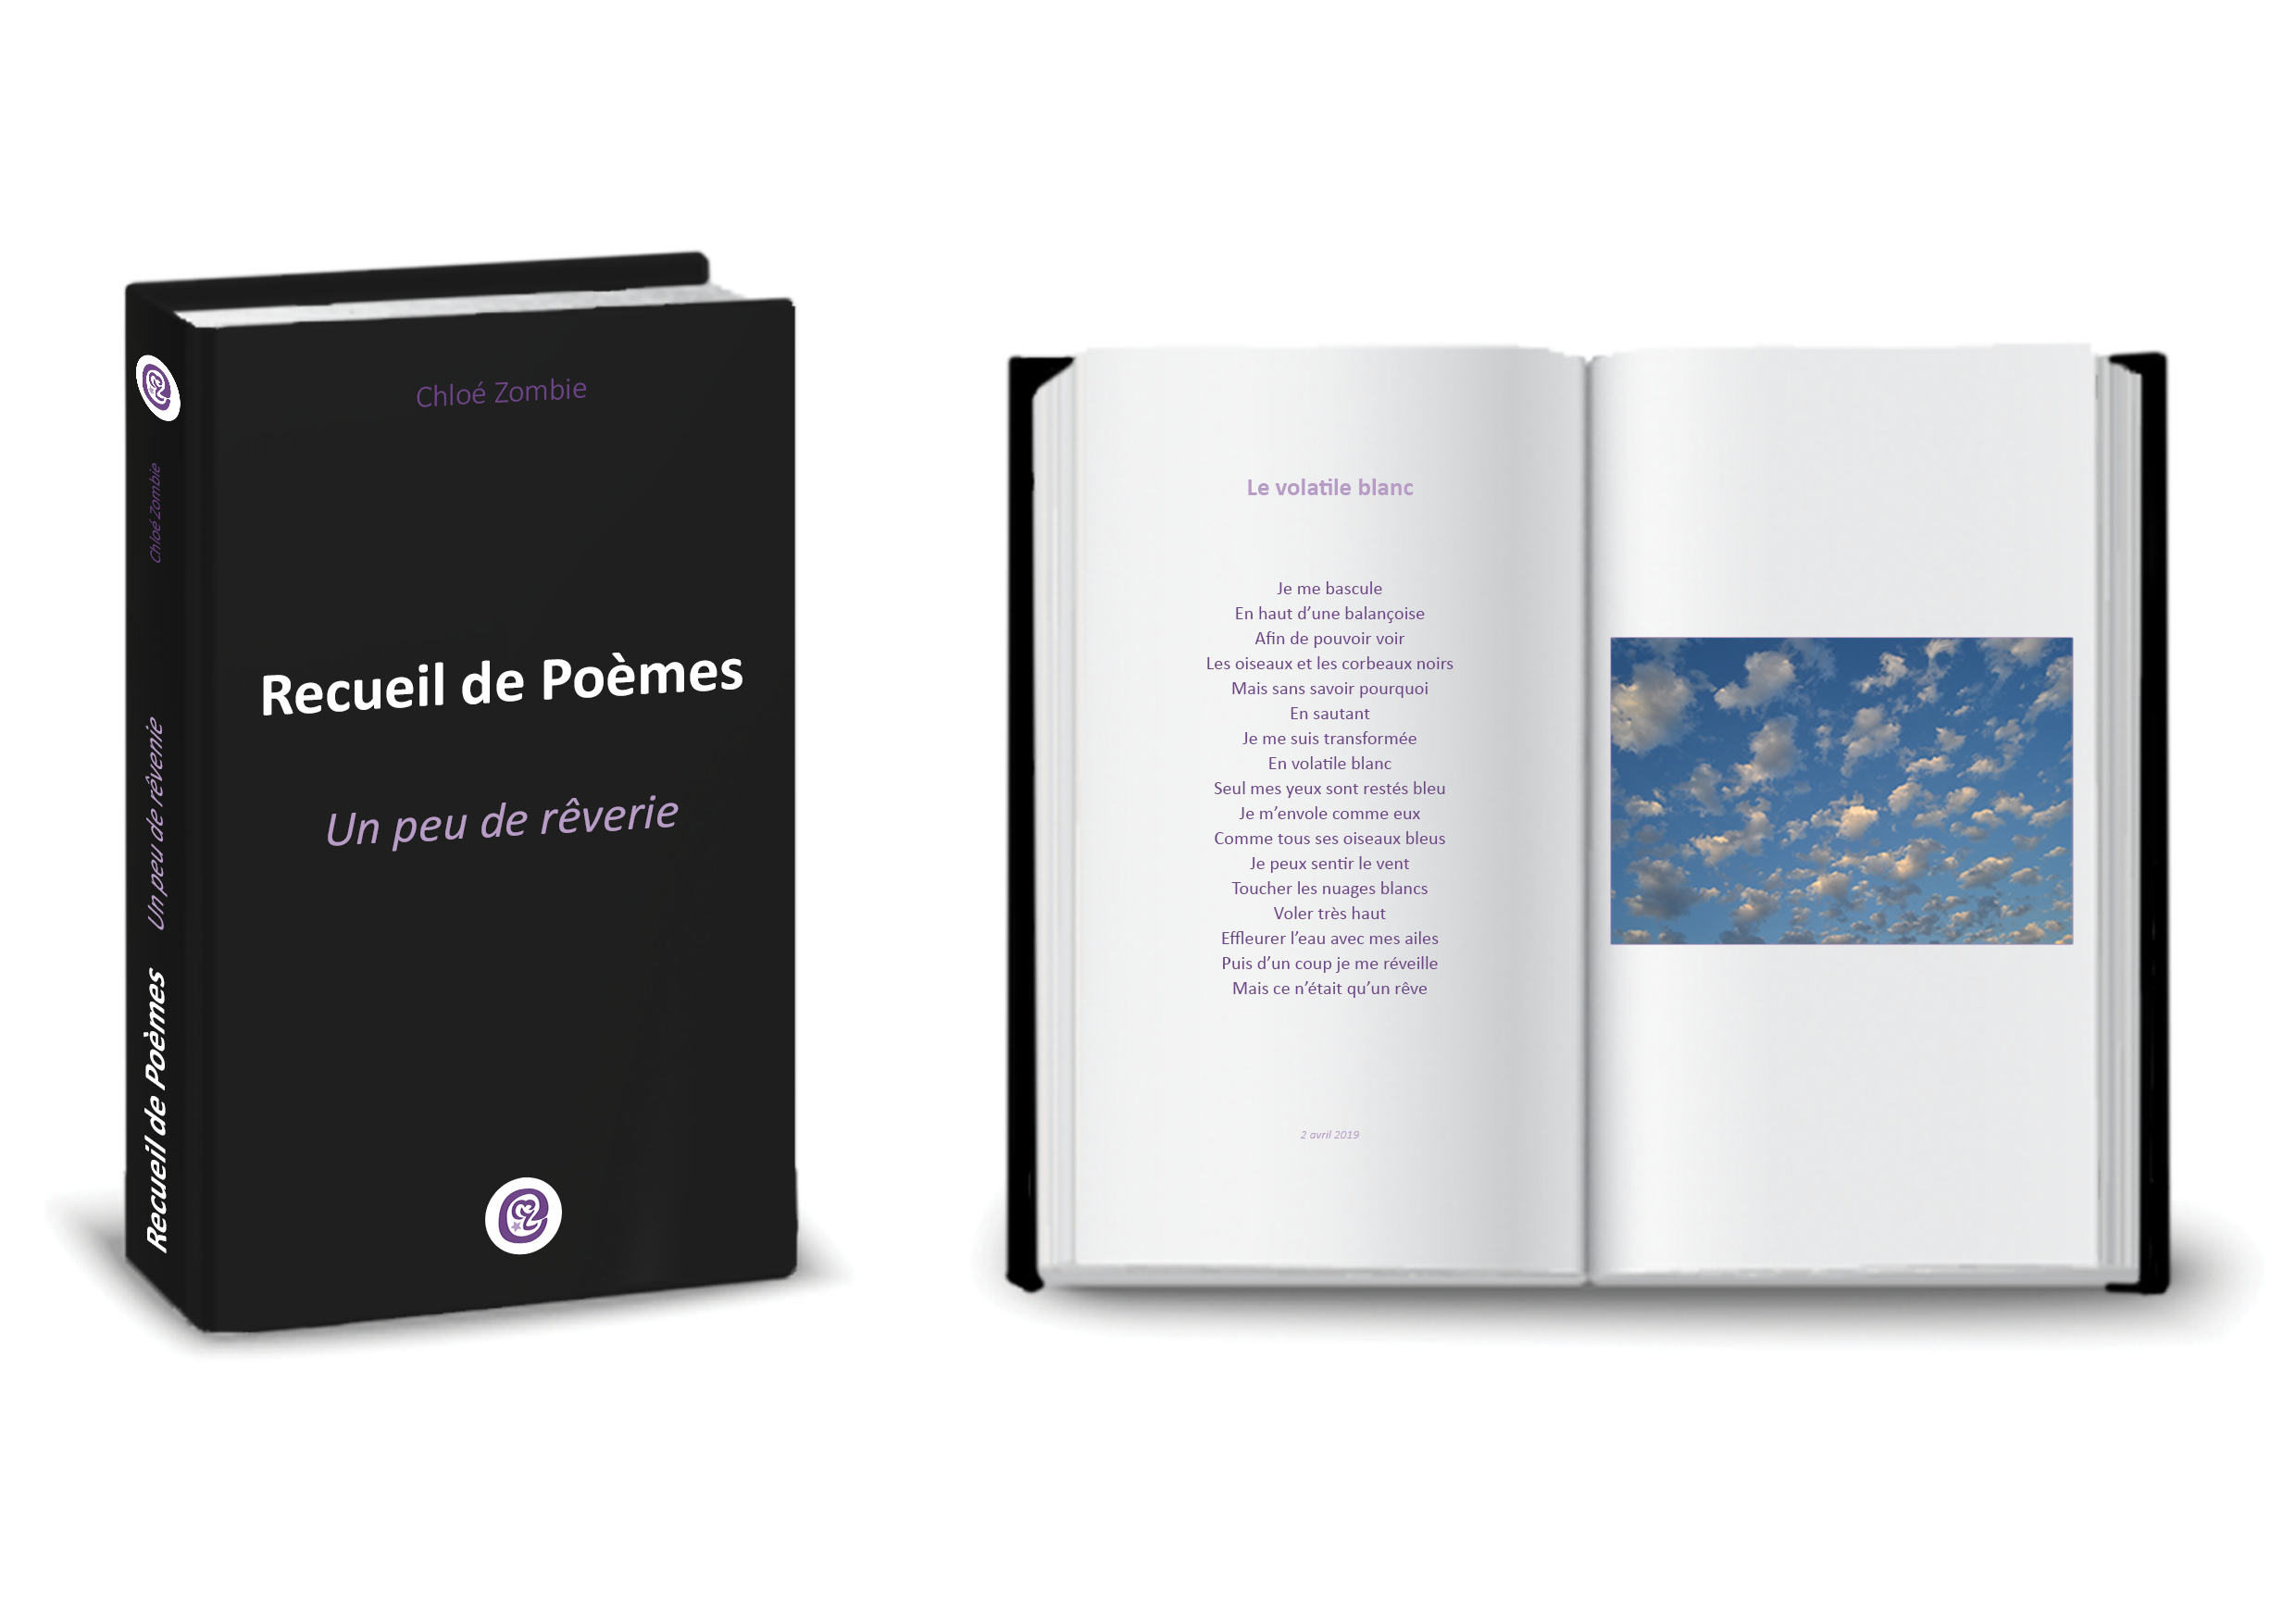 Chloé Zombie
Recueil de Poèmes
Un peu de rêverie
Recueil de Poèmes Un peu de rêvenie Chloé Zombie
Le volatile blanc
Je me bascule
En haut d’une balançoise
Afin de pouvoir voir
Les oiseaux et les corbeaux noirs
Mais sans savoir pourquoi
En sautant
Je me suis transformée
En volatile blanc
Seul mes yeux sont restés bleu
Je m’envole comme eux
Comme tous ses oiseaux bleus
Je peux sentir le vent
Toucher les nuages blancs
Voler très haut
Effleurer l’eau avec mes ailes
Puis d’un coup je me réveille
Mais ce n’était qu’un rêve
2 avril 2019